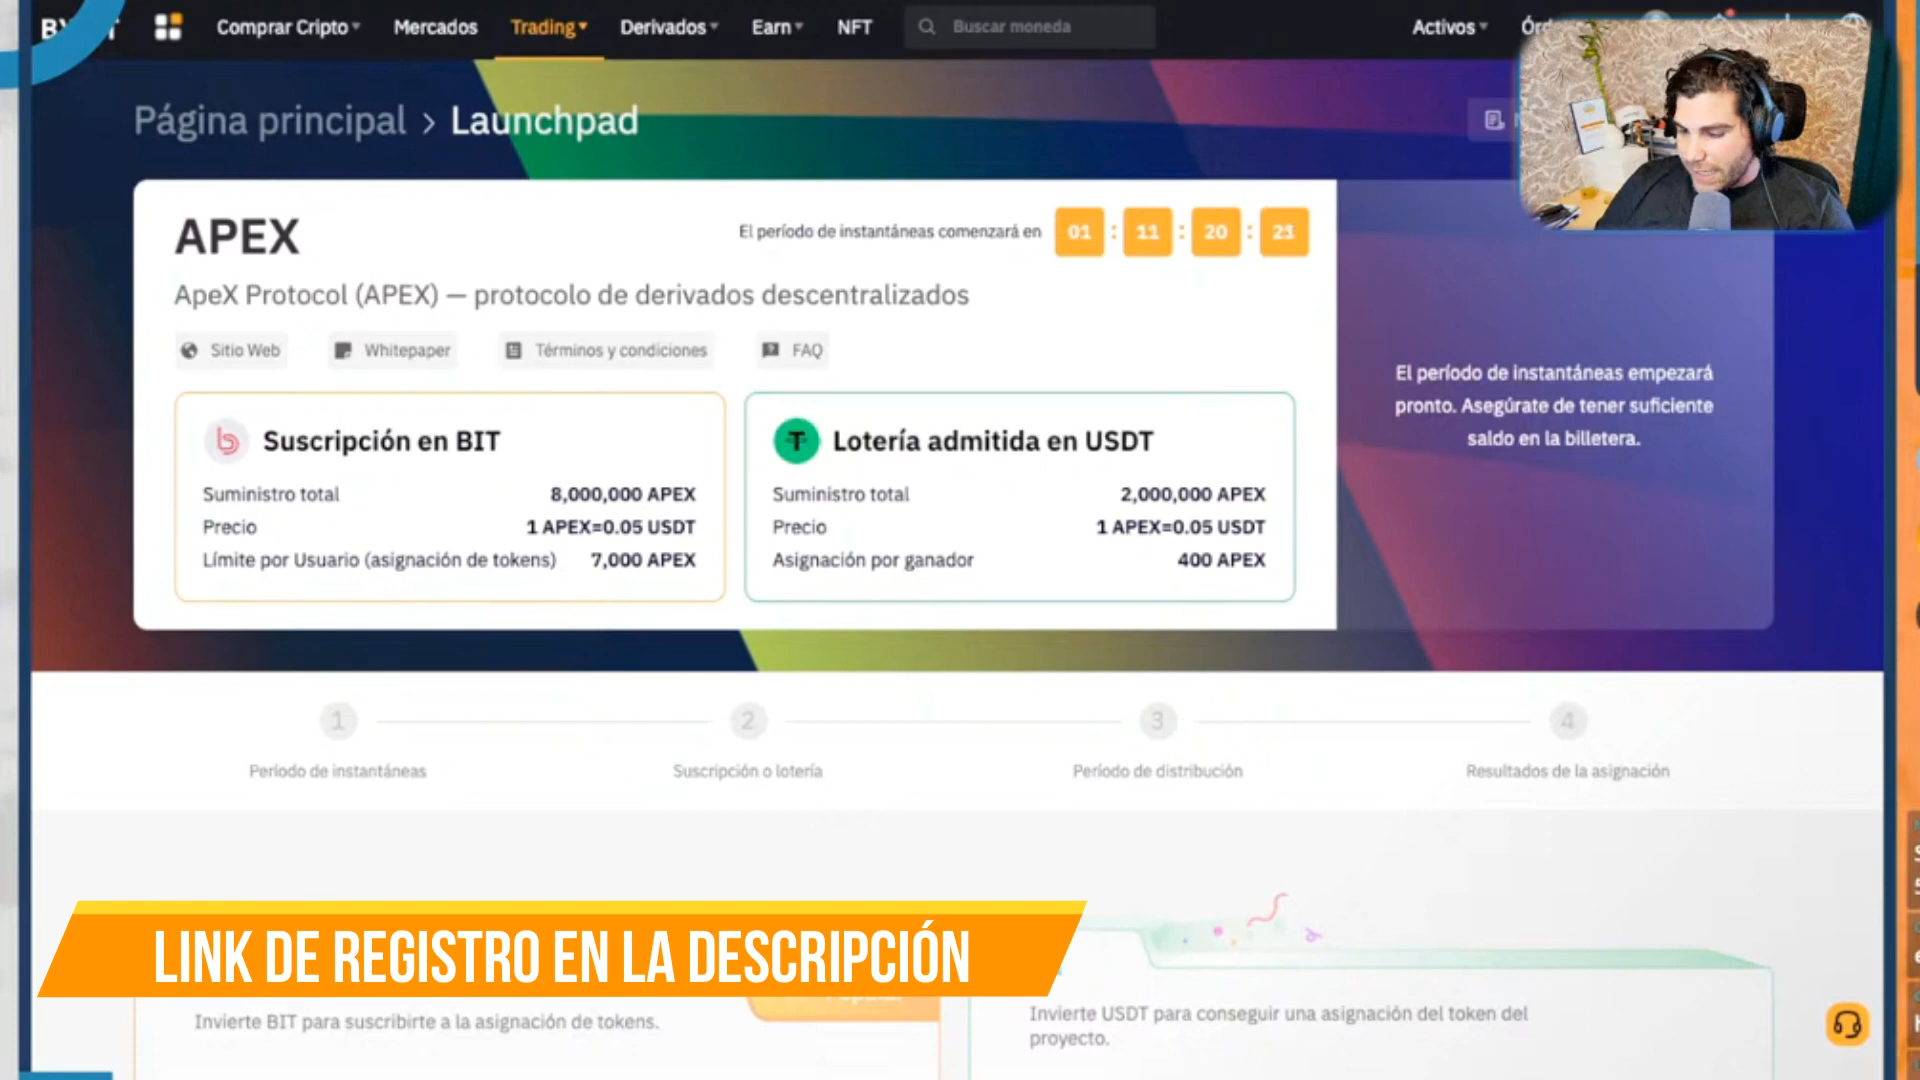 Comprar Cripto
Mercados
Trading
Derivados
Earn
NFT
Buscar moneda
Activos
Página principal > Launchpad
APEX
El período de instantáneas comenzará en 01 : 11 : 20 : 21
ApeX Protocol (APEX) — protocolo de derivados descentralizados
Sitio Web
Whitepaper
Términos y condiciones
FAQ
El período de instantáneas empezará
pronto. Asegúrate de tener suficiente
saldo en la billetera.
Suscripción en BIT
Suministro total 8,000,000 APEX
Precio 1 APEX=0.05 USDT
Límite por Usuario (asignación de tokens) 7,000 APEX
Lotería admitida en USDT
Suministro total 2,000,000 APEX
Precio 1 APEX=0.05 USDT
Asignación por ganador 400 APEX
1
Período de instantáneas
2
Suscripción o lotería
3
Período de distribución
4
Resultados de la asignación
LINK DE REGISTRO EN LA DESCRIPCIÓN
Invierte BIT para suscribirte a la asignación de tokens.
Invierte USDT para conseguir una asignación del token del
proyecto.